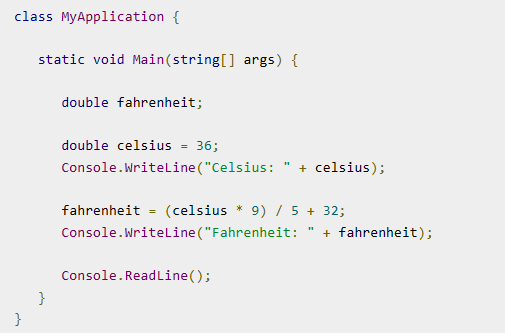 class MyApplication {
static void Main(string[] args) {
double fahrenheit;
double celsius = 36;
Console.WriteLine("Celsius: " + celsius);
fahrenheit = (celsius * 9) / 5 + 32;
Console.WriteLine("Fahrenheit: " + fahrenheit);
Console.ReadLine();
}
}